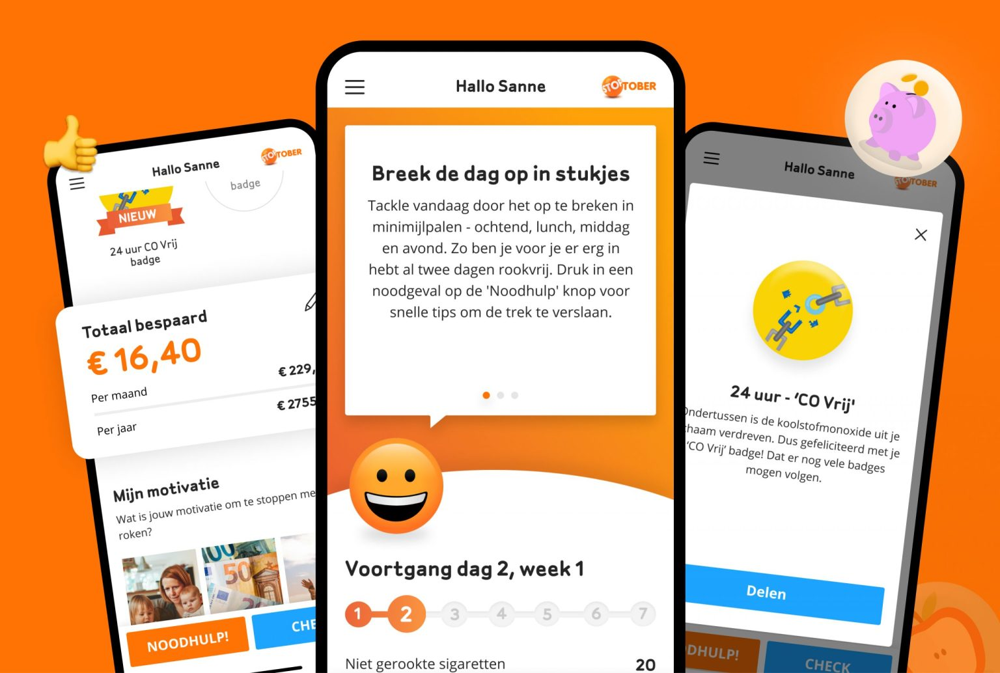 Hallo Sanne
STOPTOBER
badge
NIEUW
24 uur CO Vrij
badge
Totaal bespaard
€ 16,40
€ 229,
Per maand
€ 2755
Per jaar
Mijn motivatie
Wat is jouw motivatie om te stoppen me
roken?
100
50
NOODHULP!
CHE
Hallo Sanne
STOPTOBER
Breek de dag op in stukjes
Tackle vandaag door het op te breken in
minimijlpalen - ochtend, lunch, middag
en avond. Zo ben je voor je er erg in
hebt al twee dagen rookvrij. Druk in een
noodgeval op de 'Noodhulp' knop voor
snelle tips om de trek te verslaan.
Voortgang dag 2, week 1
1 2 3 4 5 6 7
Niet gerookte sigaretten 20
Hallo Sanne
STOPTOBER
24 uur - ‘CO Vrij'
Ondertussen is de koolstofmonoxide uit je
chaam verdreven. Dus gefeliciteerd met je
‘CO Vrij’ badge! Dat er nog vele badges
mogen volgen.
Delen
DHULP!
CHECK